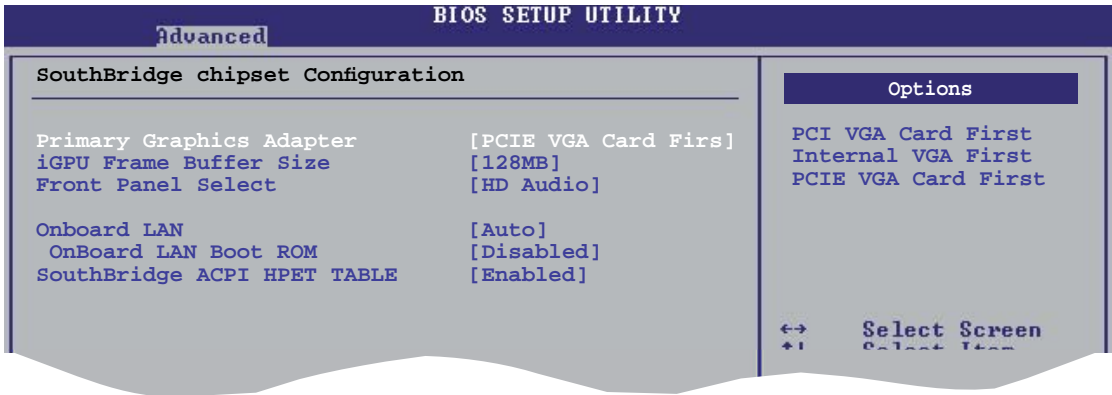 BIOS SETUP UTILITY
Advanced
SouthBridge chipset Configuration
Primary Graphics Adapter [PCIE VGA Card Firs]
iGPU Frame Buffer Size [128MB]
Front Panel Select [HD Audio]
Onboard LAN [Auto]
OnBoard LAN Boot ROM [Disabled]
SouthBridge ACPI HPET TABLE [Enabled]
Options
PCI VGA Card First
Internal VGA First
PCIE VGA Card First
←→ Select Screen
↑↓ Select Item